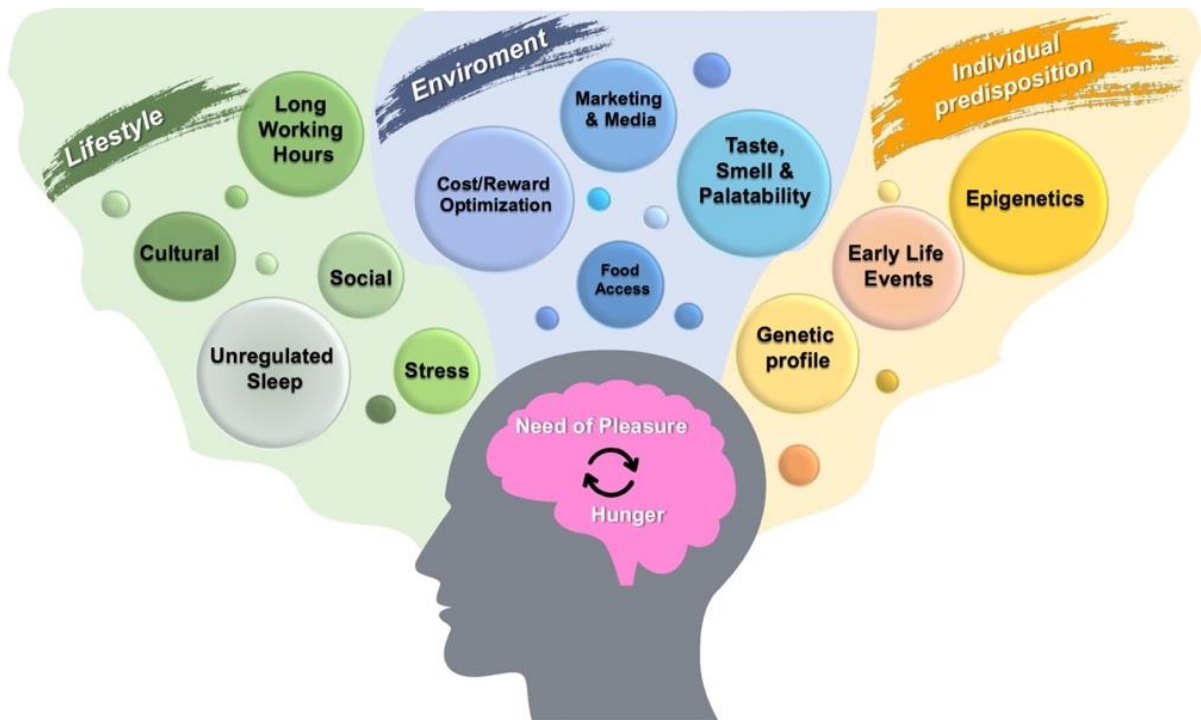 Lifestyle
Long
Working
Hours
Cultural
Social
Unregulated
Sleep
Stress
Enviroment
Marketing
& Media
Cost/Reward
Optimization
Taste,
Smell &
Palatability
Food
Access
Individual
predisposition
Epigenetics
Early Life
Events
Genetic
profile
Need of Pleasure
Hunger